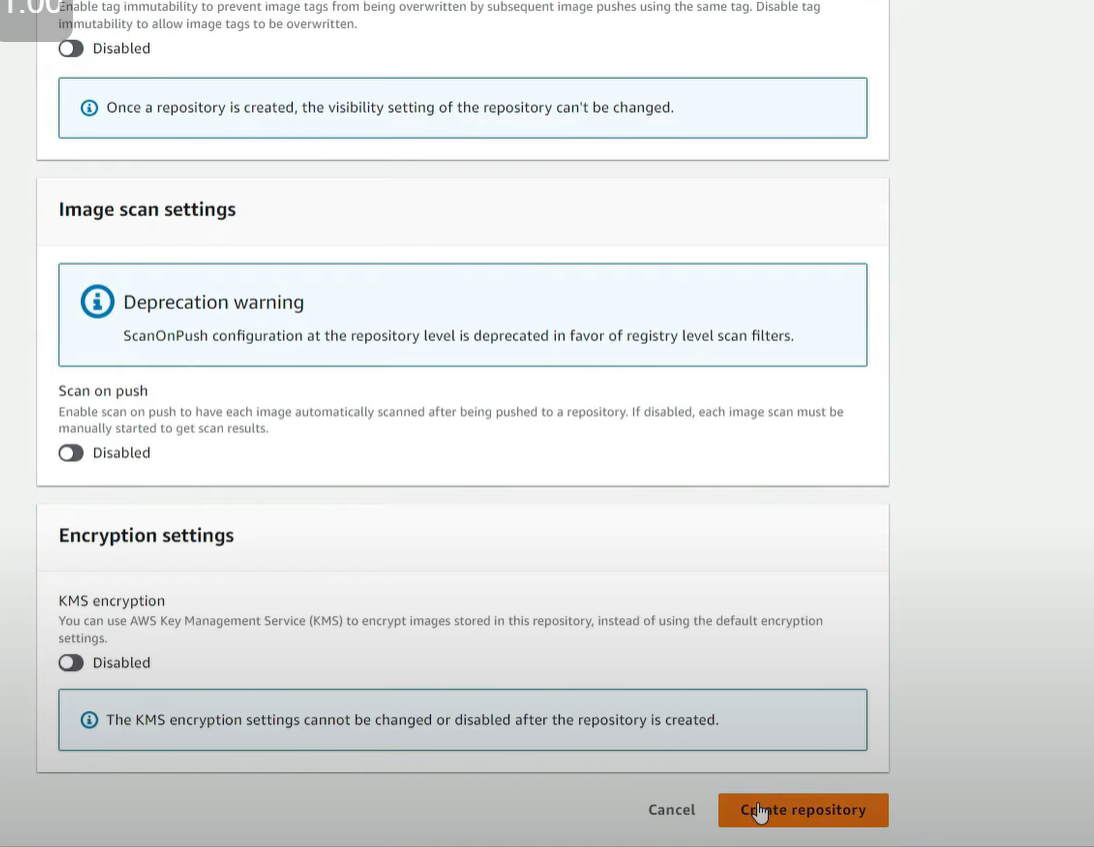 1.00
Enable tag immutability to prevent image tags from being overwritten by subsequent image pushes using the same tag. Disable tag
immutability to allow image tags to be overwritten.
Disabled
Once a repository is created, the visibility setting of the repository can't be changed.
Image scan settings
Deprecation warning
ScanOnPush configuration at the repository level is deprecated in favor of registry level scan filters.
Scan on push
Enable scan on push to have each image automatically scanned after being pushed to a repository. If disabled, each image scan must be
manually started to get scan results.
Disabled
Encryption settings
KMS encryption
You can use AWS Key Management Service (KMS) to encrypt images stored in this repository, instead of using the default encryption
settings.
Disabled
The KMS encryption settings cannot be changed or disabled after the repository is created.
Cancel
Create repository